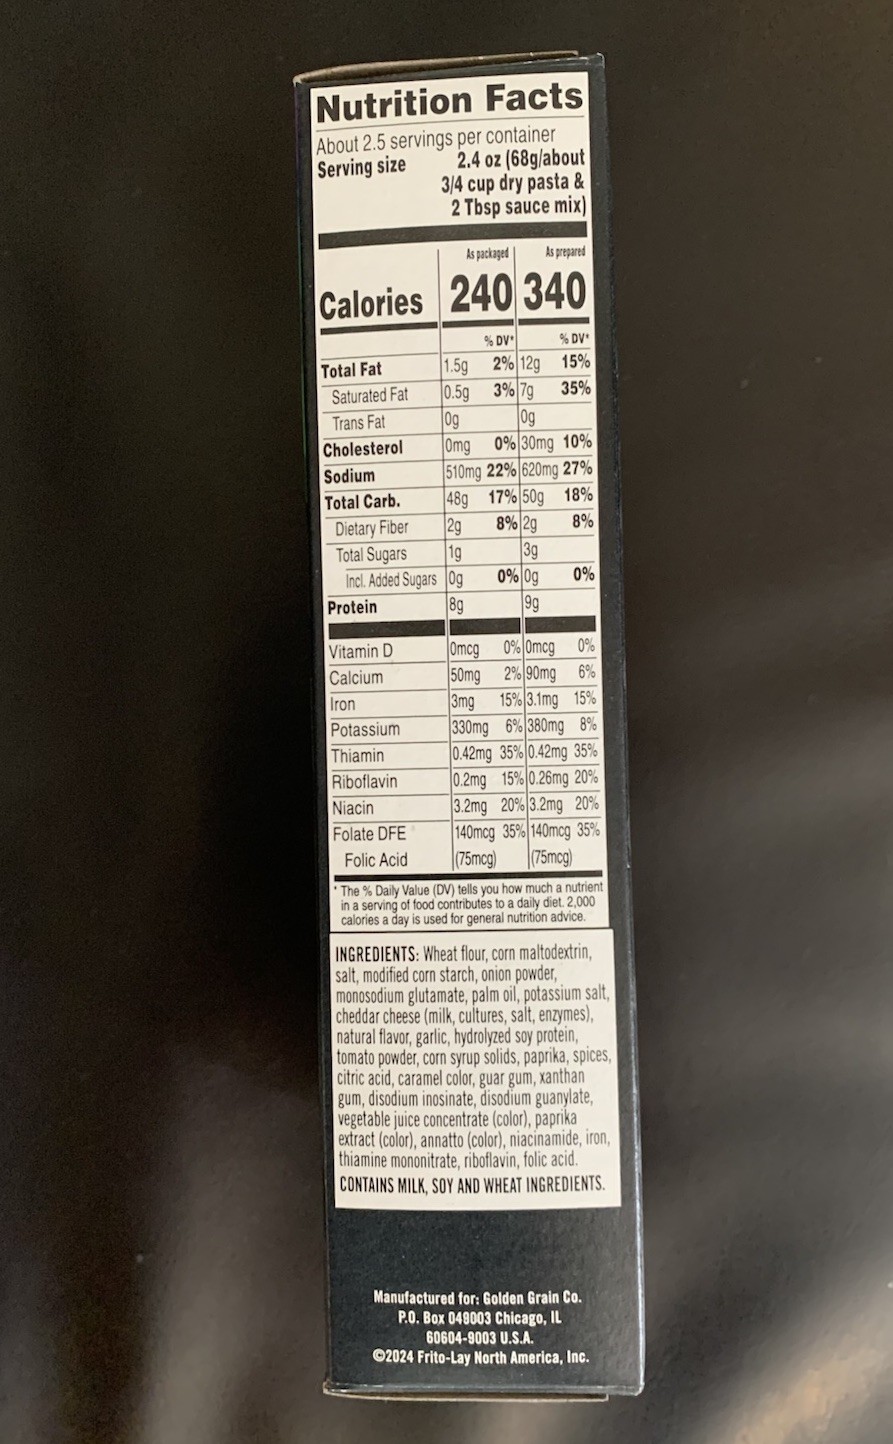 Nutrition Facts
About 2.5 servings per container
Serving size 2.4 oz (68g/about
3/4 cup dry pasta &
2 Tbsp sauce mix)
As packaged As prepared
Calories 240 340
% DV* % DV*
Total Fat 1.5g 2% 12g 15%
Saturated Fat 0.5g 3% 7g 35%
Trans Fat 0g 0g
Cholesterol 0mg 0% 30mg 10%
Sodium 510mg 22% 620mg 27%
Total Carb. 48g 17% 50g 18%
Dietary Fiber 2g 8% 2g 8%
Total Sugars 1g 3g
Incl. Added Sugars 0g 0% 0g 0%
Protein 8g 9g
Vitamin D 0mcg 0% 0mcg 0%
Calcium 50mg 2% 90mg 6%
Iron 3mg 15% 3.1mg 15%
Potassium 330mg 6% 380mg 8%
Thiamin 0.42mg 35% 0.42mg 35%
Riboflavin 0.2mg 15% 0.26mg 20%
Niacin 3.2mg 20% 3.2mg 20%
Folate DFE 140mcg 35% 140mcg 35%
Folic Acid (75mcg) (75mcg)
* The % Daily Value (DV) tells you how much a nutrient
in a serving of food contributes to a daily diet. 2,000
calories a day is used for general nutrition advice.
INGREDIENTS: Wheat flour, corn maltodextrin,
salt, modified corn starch, onion powder,
monosodium glutamate, palm oil, potassium salt,
cheddar cheese (milk, cultures, salt, enzymes),
natural flavor, garlic, hydrolyzed soy protein,
tomato powder, corn syrup solids, paprika, spices,
citric acid, caramel color, guar gum, xanthan
gum, disodium inosinate, disodium guanylate,
vegetable juice concentrate (color), paprika
extract (color), annatto (color), niacinamide, iron,
thiamine mononitrate, riboflavin, folic acid.
CONTAINS MILK, SOY AND WHEAT INGREDIENTS.
Manufactured for: Golden Grain Co.
P.O. Box 049003 Chicago, IL
60604-9003 U.S.A.
©2024 Frito-Lay North America, Inc.